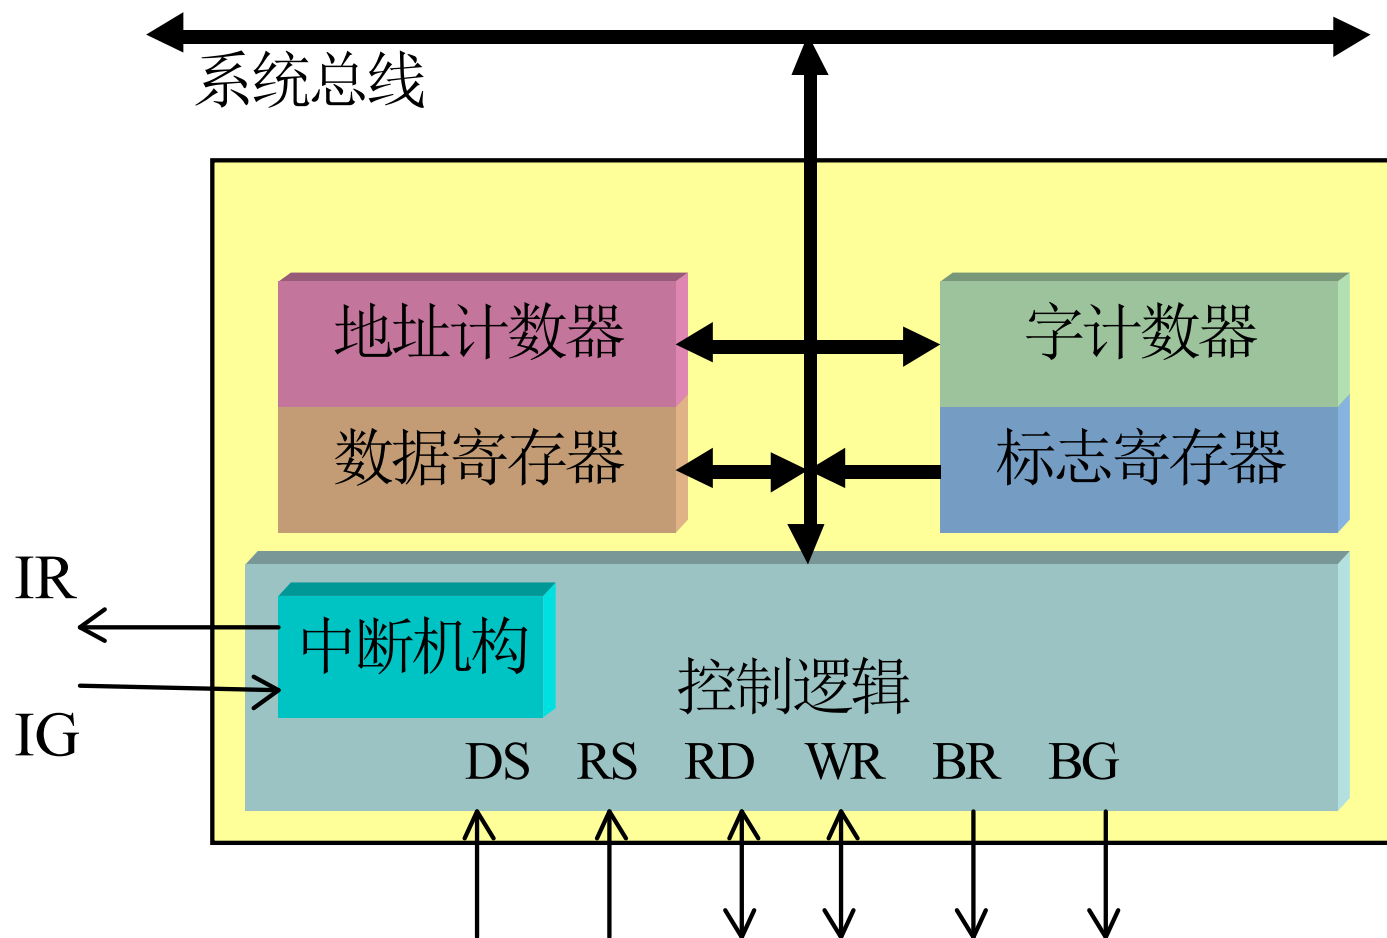 系统总线
地址计数器
字计数器
数据寄存器
标志寄存器
IR
中断机构
控制逻辑
IG
DS RS RD WR BR BG